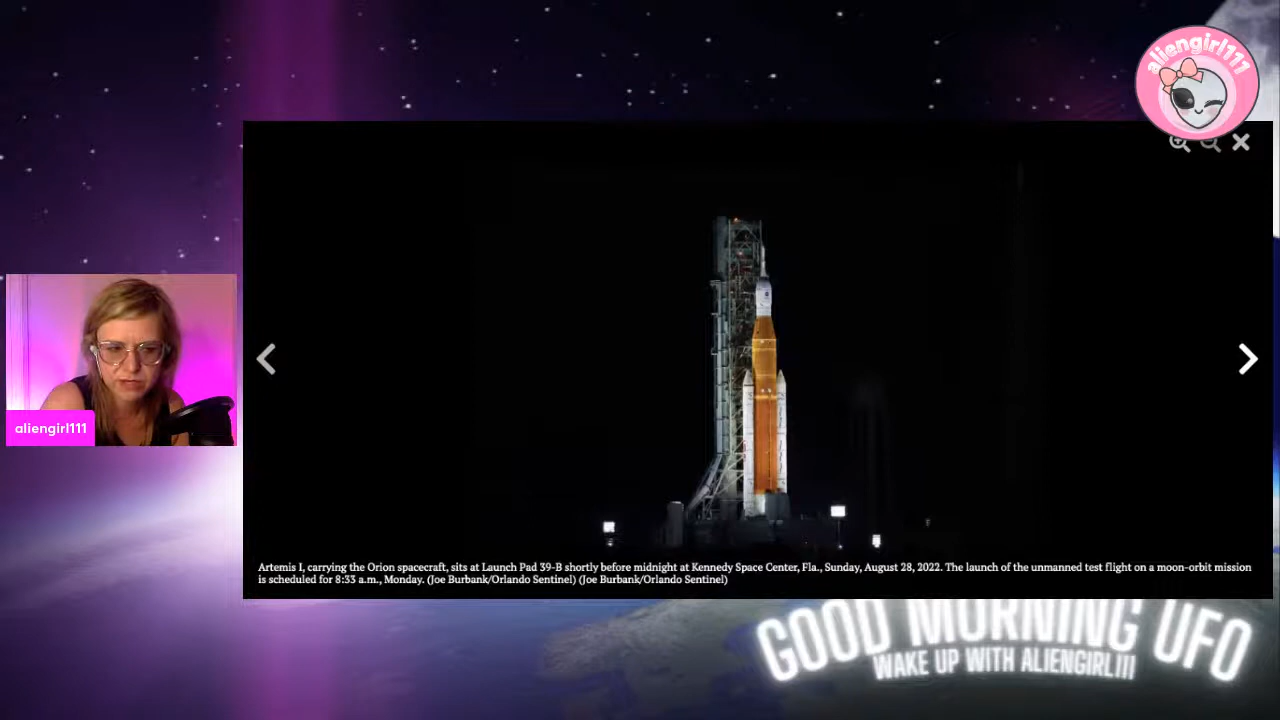 aliengirl111
aliengirl111
Artemis I, carrying the Orion spacecraft, sits at Launch Pad 39-B shortly before midnight at Kennedy Space Center, Fla., Sunday, August 28, 2022. The launch of the unmanned test flight on a moon-orbit mission
is scheduled for 8:33 a.m., Monday. (Joe Burbank/Orlando Sentinel) (Joe Burbank/Orlando Sentinel)
GOOD MORNING UFO
WAKE UP WITH ALIENGIRL111